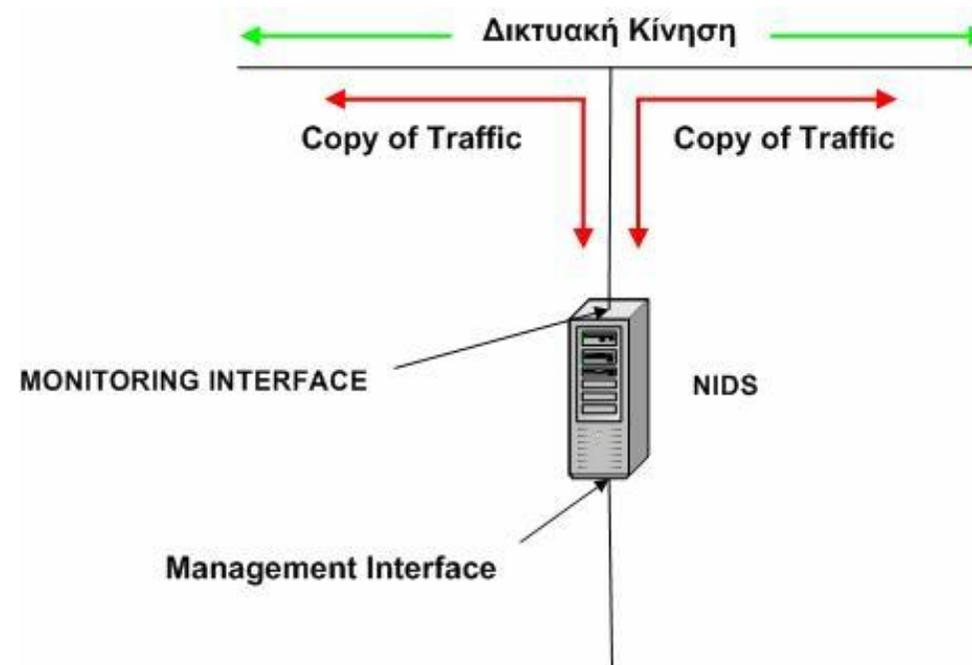 Δικτυακή Κίνηση
Copy of Traffic
Copy of Traffic
MONITORING INTERFACE
NIDS
Management Interface